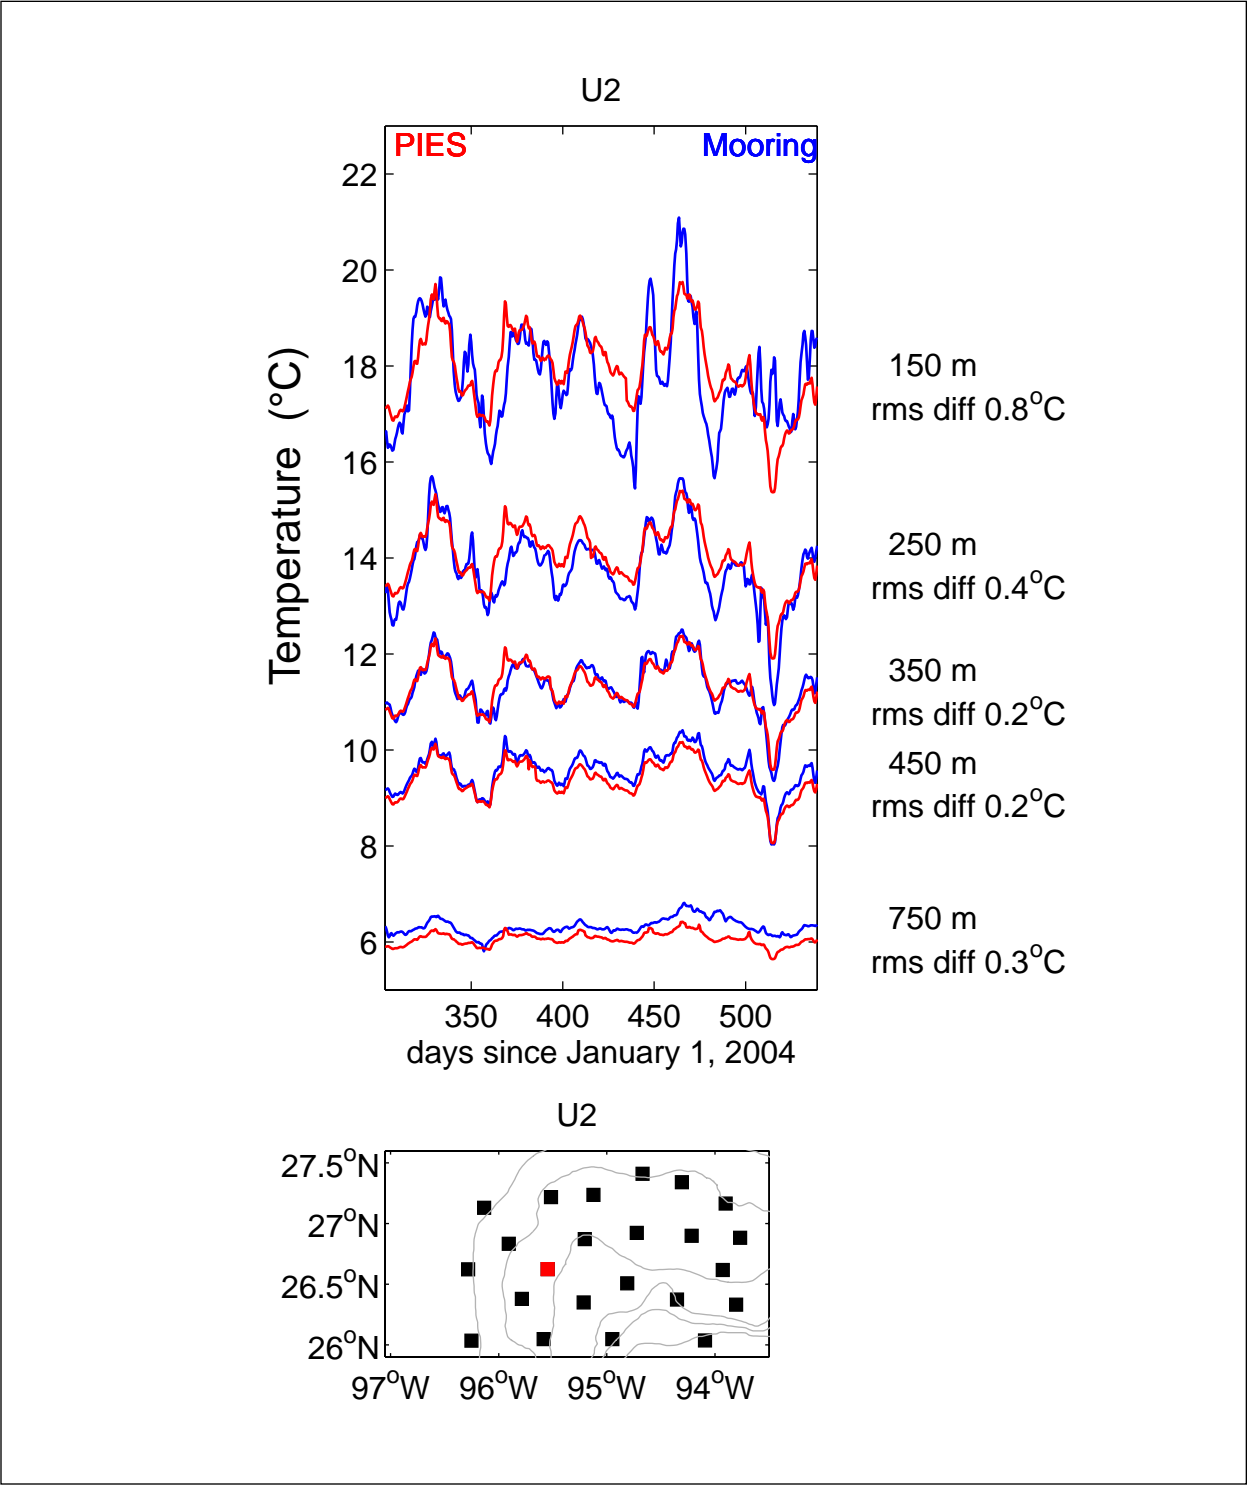 U2
PIES Mooring
22
20
18
16
14
12
10
8
6
Temperature (°C)
150 m
rms diff 0.8°C
250 m
rms diff 0.4°C
350 m
rms diff 0.2°C
450 m
rms diff 0.2°C
750 m
rms diff 0.3°C
350 400 450 500
days since January 1, 2004
U2
27.5°N
27°N
26.5°N
26°N
97°W 96°W 95°W 94°W